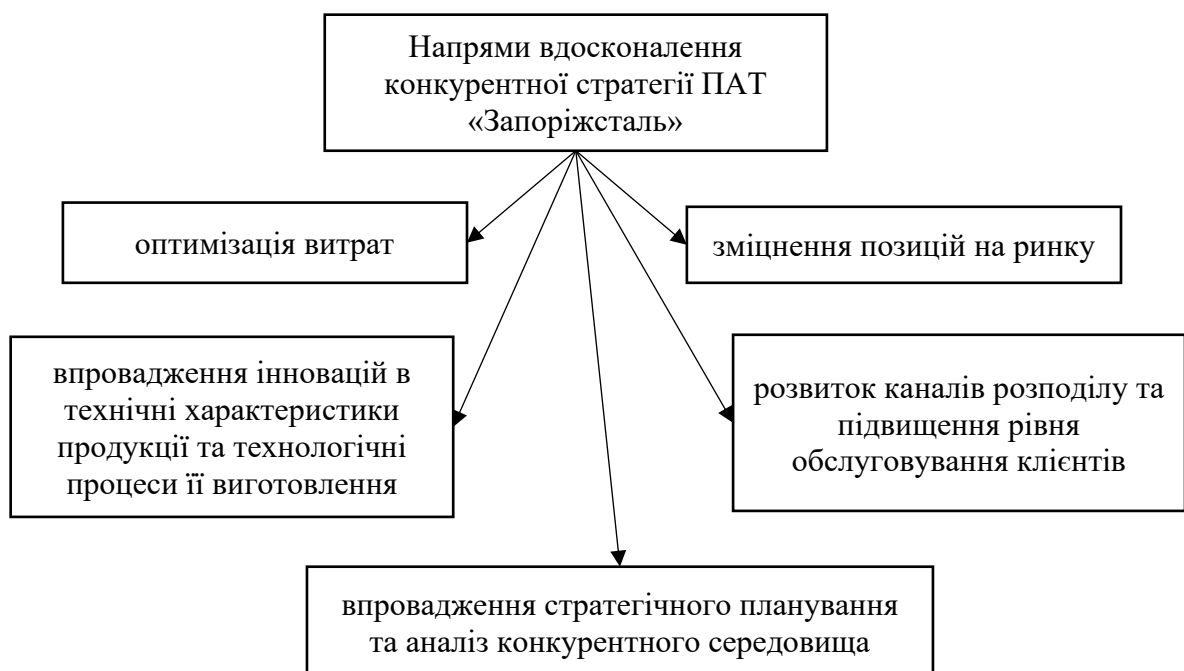 Напрями вдосконалення
конкурентної стратегії ПАТ
«Запоріжсталь»
оптимізація витрат
зміцнення позицій на ринку
впровадження інновацій в
технічні характеристики
продукції та технологічні
процеси її виготовлення
розвиток каналів розподілу та
підвищення рівня
обслуговування клієнтів
впровадження стратегічного планування
та аналіз конкурентного середовища